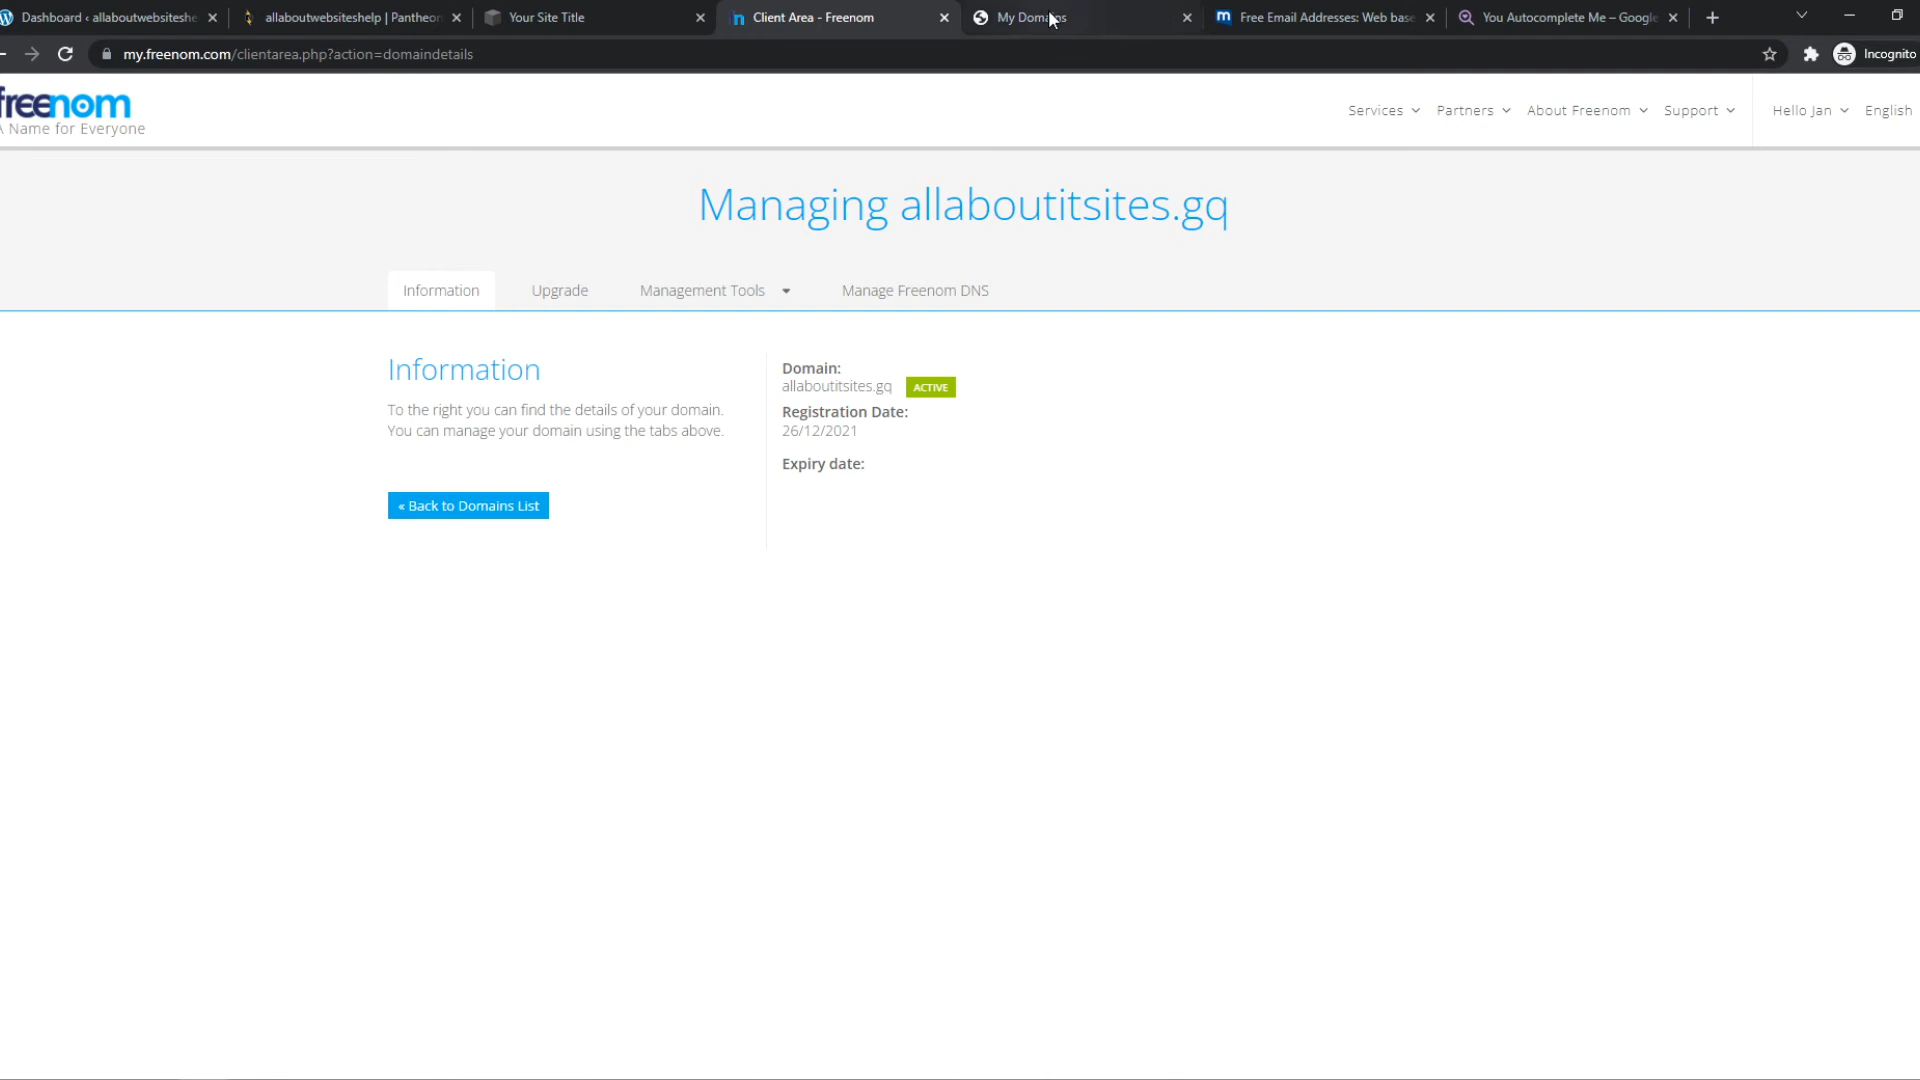 Dashboard ‹ allaboutwebsiteshe
allaboutwebsiteshelp | Pantheon
Your Site Title
Client Area - Freenom
My Domains
Free Email Addresses: Web base
You Autocomplete Me – Google
my.freenom.com/clientarea.php?action=domaindetails
Incognito
freenom
A Name for Everyone
Services
Partners
About Freenom
Support
Hello Jan
English
Managing allaboutitsites.gq
Information
Upgrade
Management Tools
Manage Freenom DNS
Information
To the right you can find the details of your domain.
You can manage your domain using the tabs above.
« Back to Domains List
Domain:
allaboutitsites.gq ACTIVE
Registration Date:
26/12/2021
Expiry date: